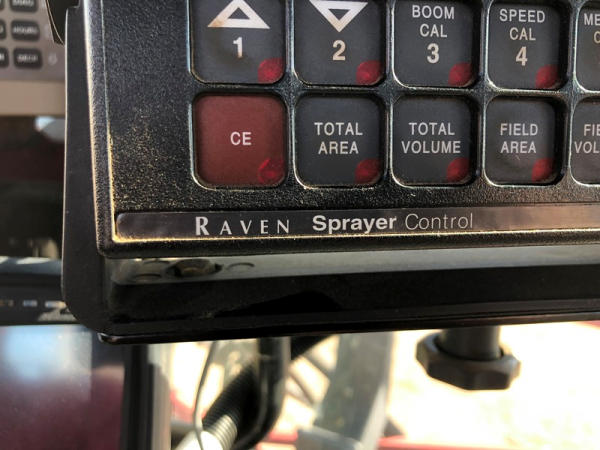 1
2
BOOM
CAL
3
SPEED
CAL
4
CE
TOTAL
AREA
TOTAL
VOLUME
FIELD
AREA
RAVEN Sprayer Control